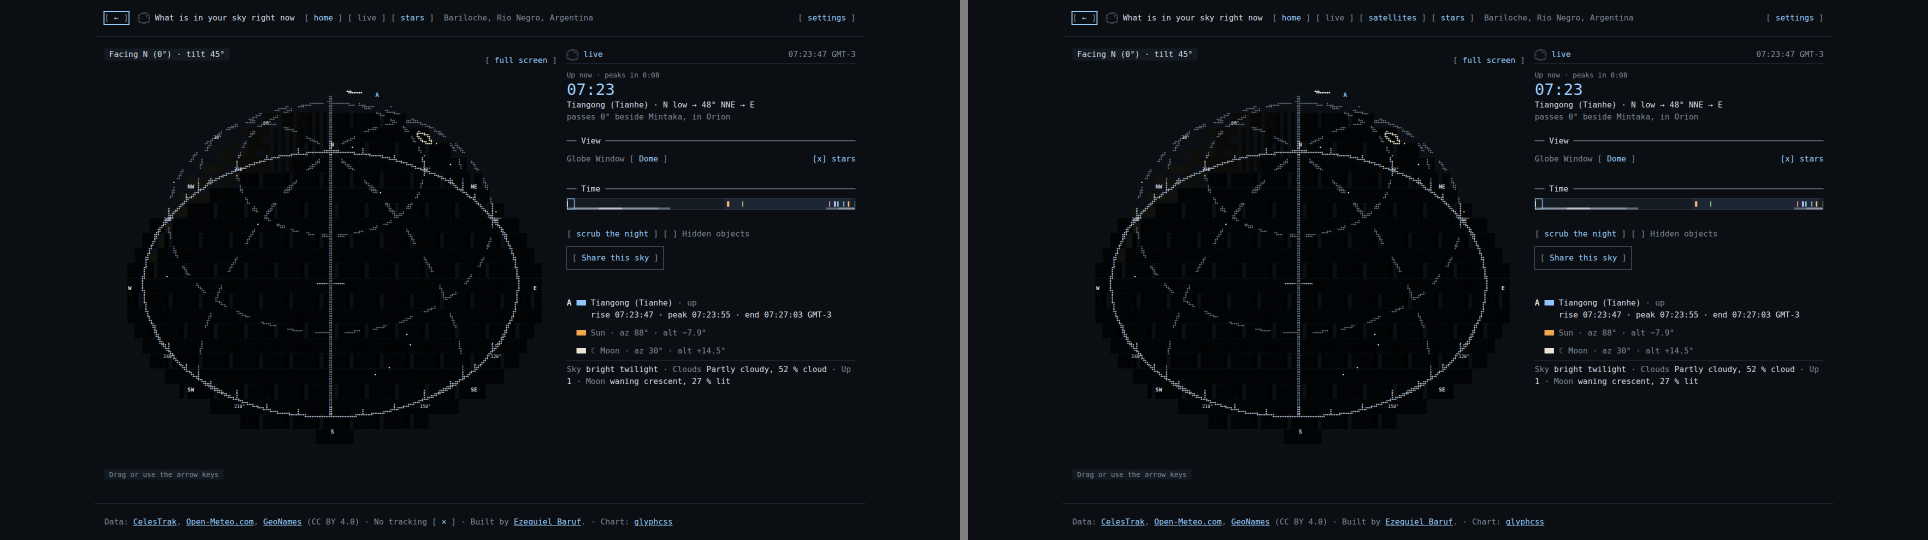 [ ← ] What is in your sky right now [ home ] [ live ] [ stars ] Bariloche, Rio Negro, Argentina [ settings ]
Facing N (0°) · tilt 45°
[ full screen ]
live 07:23:47 GMT-3
Up now · peaks in 0:08
07:23
Tiangong (Tianhe) · N low → 48° NNE → E
passes 0° beside Mintaka, in Orion
View
Globe Window [ Dome ] [x] stars
Time
[ scrub the night ] [ ] Hidden objects
[ Share this sky ]
A Tiangong (Tianhe) · up
rise 07:23:47 · peak 07:23:55 · end 07:27:03 GMT-3
Sun · az 88° · alt −7.9°
☾ Moon · az 30° · alt +14.5°
Sky bright twilight · Clouds Partly cloudy, 52 % cloud · Up
1 · Moon waning crescent, 27 % lit
A
N
NW
NE
W
E
240°
120°
SW
SE
210°
150°
S
Drag or use the arrow keys
Data: CelesTrak, Open-Meteo.com, GeoNames (CC BY 4.0) · No tracking [ × ] · Built by Ezequiel Baruf. · Chart: glyphcss
[ ← ] What is in your sky right now [ home ] [ live ] [ satellites ] [ stars ] Bariloche, Rio Negro, Argentina [ settings ]
Facing N (0°) · tilt 45°
[ full screen ]
live 07:23:47 GMT-3
Up now · peaks in 0:08
07:23
Tiangong (Tianhe) · N low → 48° NNE → E
passes 0° beside Mintaka, in Orion
View
Globe Window [ Dome ] [x] stars
Time
[ scrub the night ] [ ] Hidden objects
[ Share this sky ]
A Tiangong (Tianhe) · up
rise 07:23:47 · peak 07:23:55 · end 07:27:03 GMT-3
Sun · az 88° · alt −7.9°
☾ Moon · az 30° · alt +14.5°
Sky bright twilight · Clouds Partly cloudy, 52 % cloud · Up
1 · Moon waning crescent, 27 % lit
A
N
NW
NE
W
E
240°
120°
SW
SE
210°
150°
S
Drag or use the arrow keys
Data: CelesTrak, Open-Meteo.com, GeoNames (CC BY 4.0) · Built by Ezequiel Baruf. · Chart: glyphcss